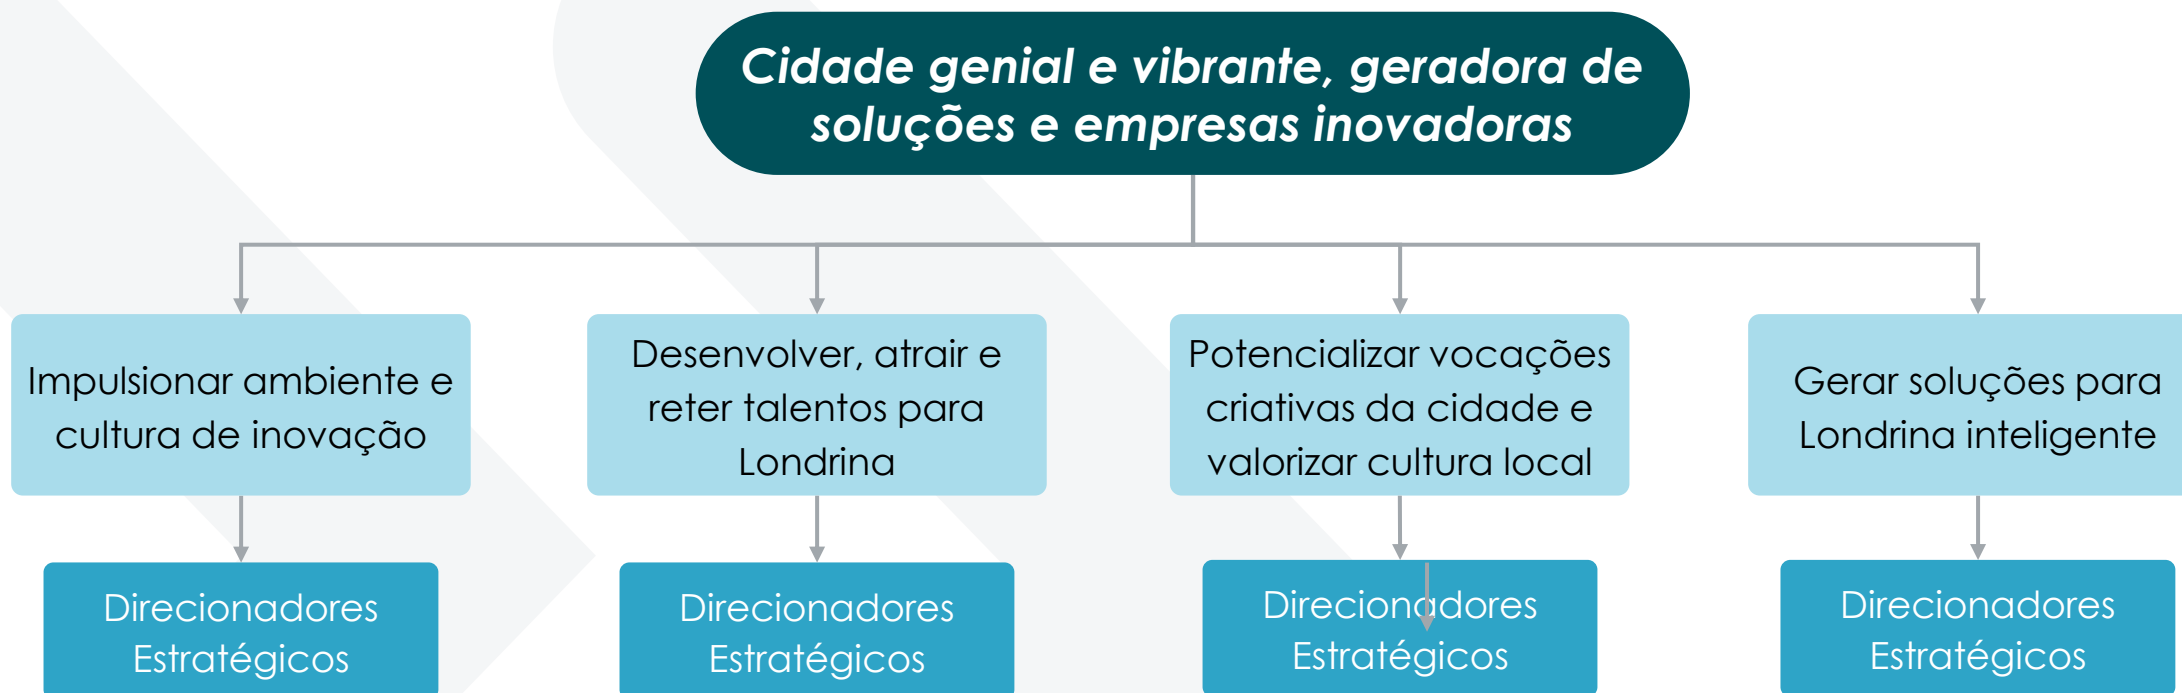 Cidade genial e vibrante, geradora de
soluções e empresas inovadoras
Impulsionar ambiente e
cultura de inovação
Desenvolver, atrair e
reter talentos para
Londrina
Potencializar vocações
criativas da cidade e
valorizar cultura local
Gerar soluções para
Londrina inteligente
Direcionadores
Estratégicos
Direcionadores
Estratégicos
Direcionadores
Estratégicos
Direcionadores
Estratégicos